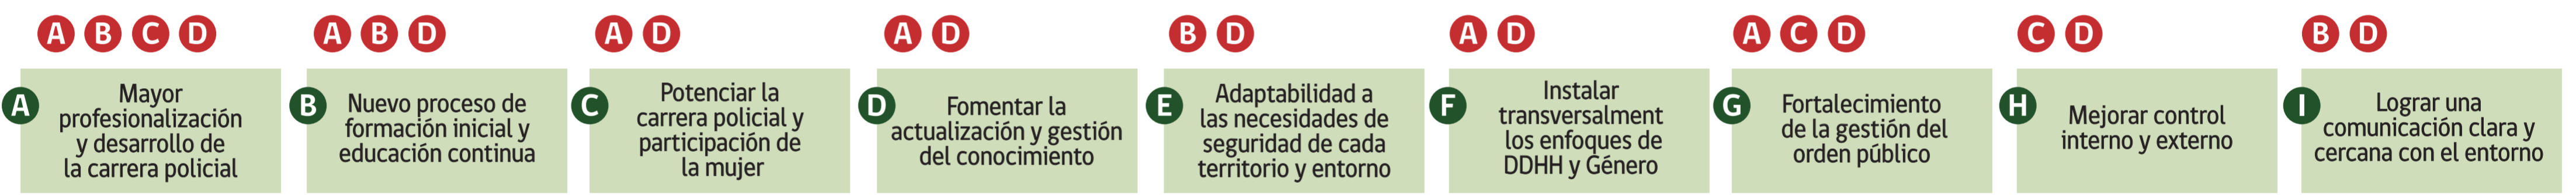 A B C D
A B D
A D
A D
B D
A D
A C D
C D
B D
A
Mayor
profesionalización
y desarrollo de
la carrera policial
B
Nuevo proceso de
formación inicial y
educación continua
C
Potenciar la
carrera policial y
participación de
la mujer
D
Fomentar la
actualización y gestión
del conocimiento
E
Adaptabilidad a
las necesidades de
seguridad de cada
territorio y entorno
F
Instalar
transversalment
los enfoques de
DDHH y Género
G
Fortalecimiento
de la gestión del
orden público
H
Mejorar control
interno y externo
I
Lograr una
comunicación clara y
cercana con el entorno